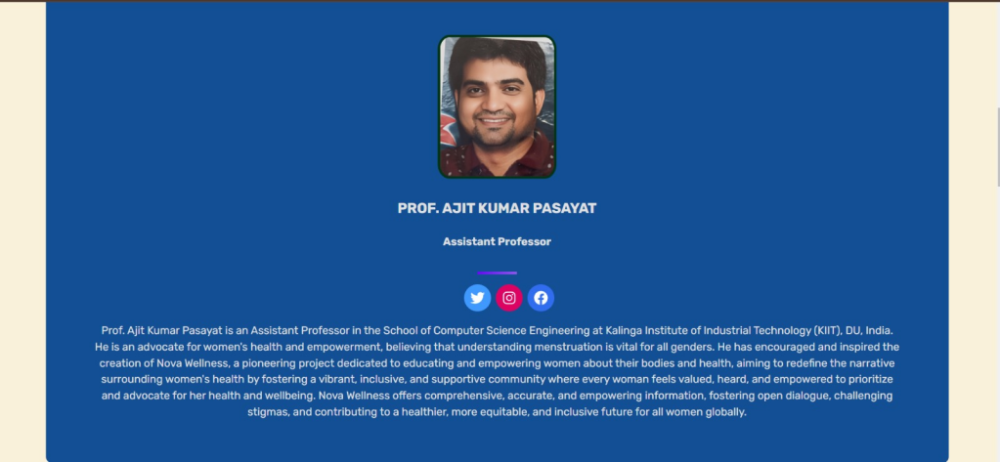 PROF. AJIT KUMAR PASAYAT
Assistant Professor
Prof. Ajit Kumar Pasayat is an Assistant Professor in the School of Computer Science Engineering at Kalinga Institute of Industrial Technology (KIIT), DU, India.
He is an advocate for women's health and empowerment, believing that understanding menstruation is vital for all genders. He has encouraged and inspired the
creation of Nova Wellness, a pioneering project dedicated to educating and empowering women about their bodies and health, aiming to redefine the narrative
surrounding women's health by fostering a vibrant, inclusive, and supportive community where every woman feels valued, heard, and empowered to prioritize
and advocate for her health and wellbeing. Nova Wellness offers comprehensive, accurate, and empowering information, fostering open dialogue, challenging
stigmas, and contributing to a healthier, more equitable, and inclusive future for all women globally.